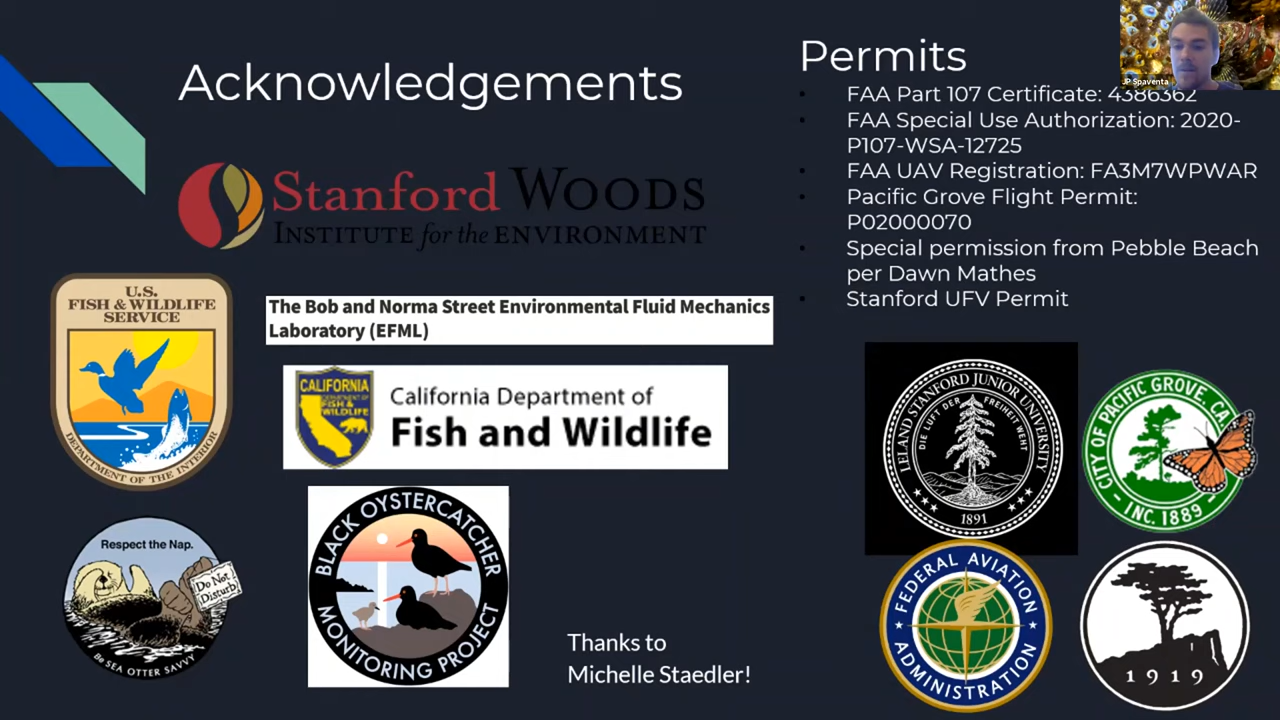 Acknowledgements
Stanford WOODS
INSTITUTE for the ENVIRONMENT
U.S.
FISH & WILDLIFE
SERVICE
DEPARTMENT OF THE INTERIOR
The Bob and Norma Street Environmental Fluid Mechanics
Laboratory (EFML)
CALIFORNIA
DEPARTMENT OF
FISH &
WILDLIFE
California Department of
Fish and Wildlife
Respect the Nap.
Do Not
Disturb!
Be SEA OTTER SAVVY
BLACK OYSTERCATCHER
MONITORING PROJECT
Thanks to
Michelle Staedler!
Permits
JP Spaventa
FAA Part 107 Certificate: 4386362
FAA Special Use Authorization: 2020-
P107-WSA-12725
FAA UAV Registration: FA3M7WPWAR
Pacific Grove Flight Permit:
P02000070
Special permission from Pebble Beach
per Dawn Mathes
Stanford UFV Permit
LELAND STANFORD JUNIOR UNIVERSITY
DIE LUFT DER FREIHEIT WEHT
1891
CITY OF PACIFIC GROVE, CA.
INC. 1889
FEDERAL AVIATION
ADMINISTRATION
1919